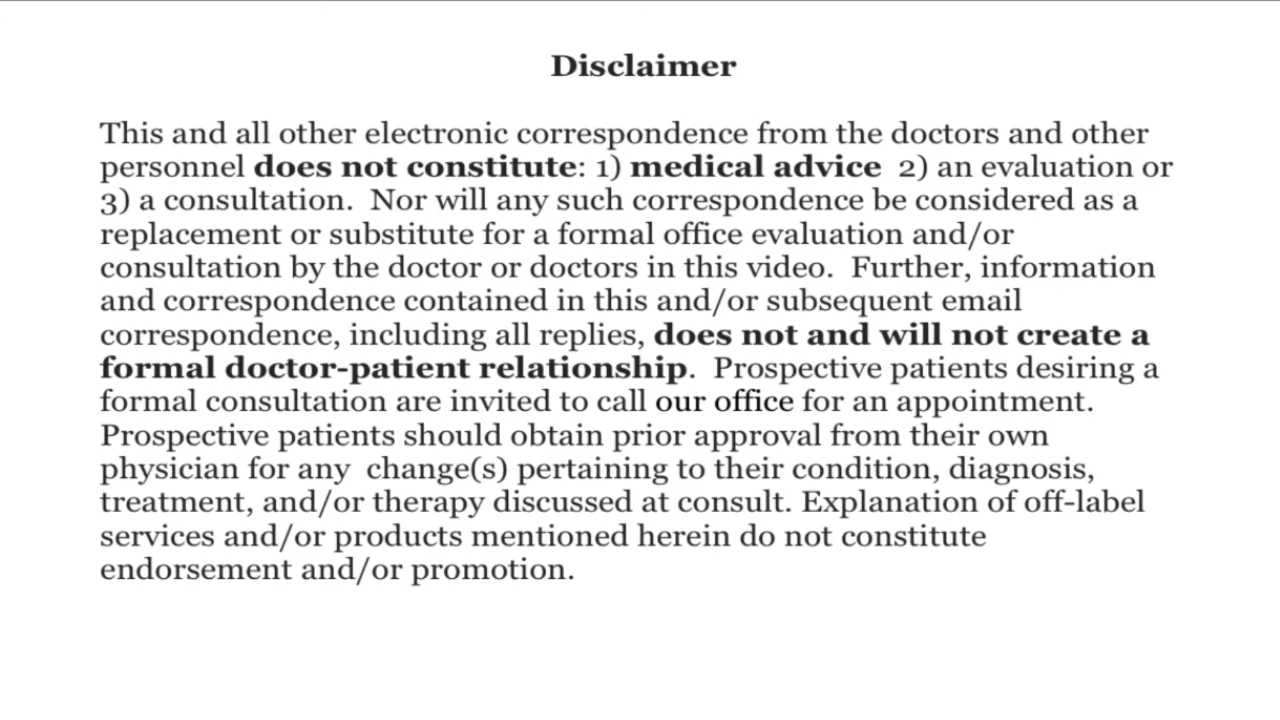 Disclaimer
This and all other electronic correspondence from the doctors and other
personnel does not constitute: 1) medical advice  2) an evaluation or
3) a consultation.  Nor will any such correspondence be considered as a
replacement or substitute for a formal office evaluation and/or
consultation by the doctor or doctors in this video.  Further, information
and correspondence contained in this and/or subsequent email
correspondence, including all replies, does not and will not create a
formal doctor-patient relationship.  Prospective patients desiring a
formal consultation are invited to call our office for an appointment.
Prospective patients should obtain prior approval from their own
physician for any  change(s) pertaining to their condition, diagnosis,
treatment, and/or therapy discussed at consult. Explanation of off-label
services and/or products mentioned herein do not constitute
endorsement and/or promotion.